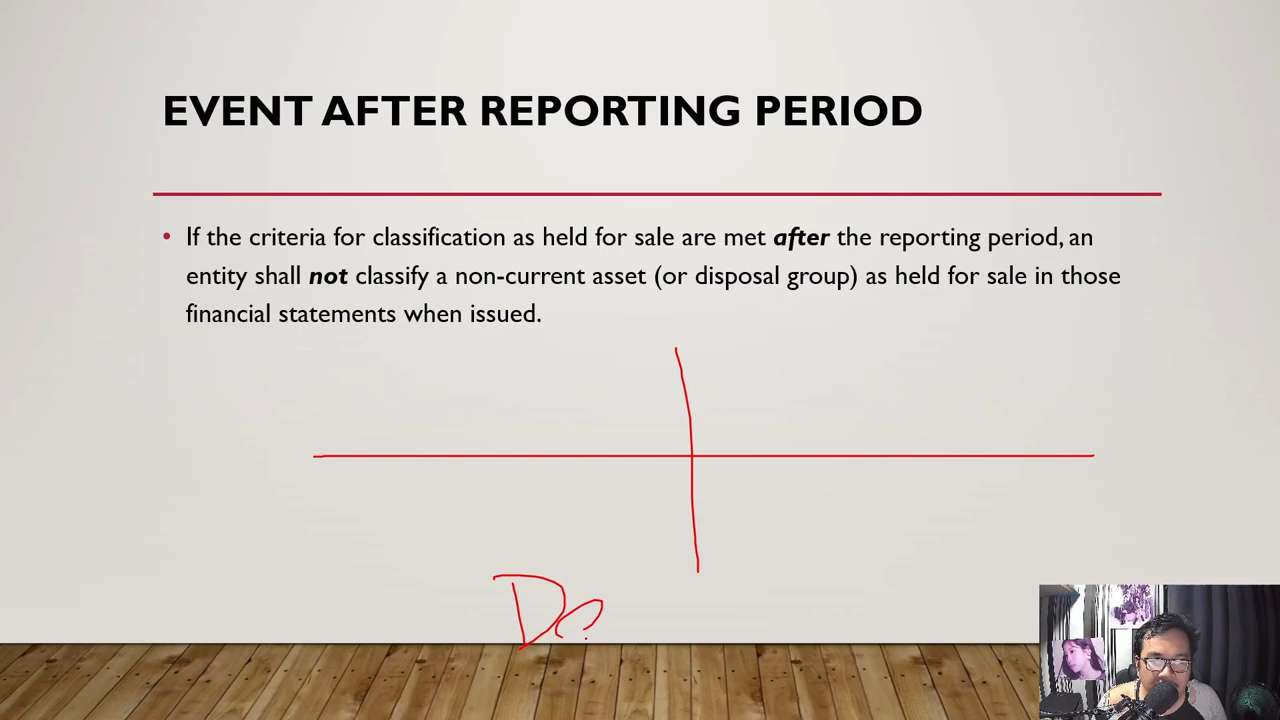 EVENT AFTER REPORTING PERIOD
• If the criteria for classification as held for sale are met after the reporting period, an
entity shall not classify a non-current asset (or disposal group) as held for sale in those
financial statements when issued.